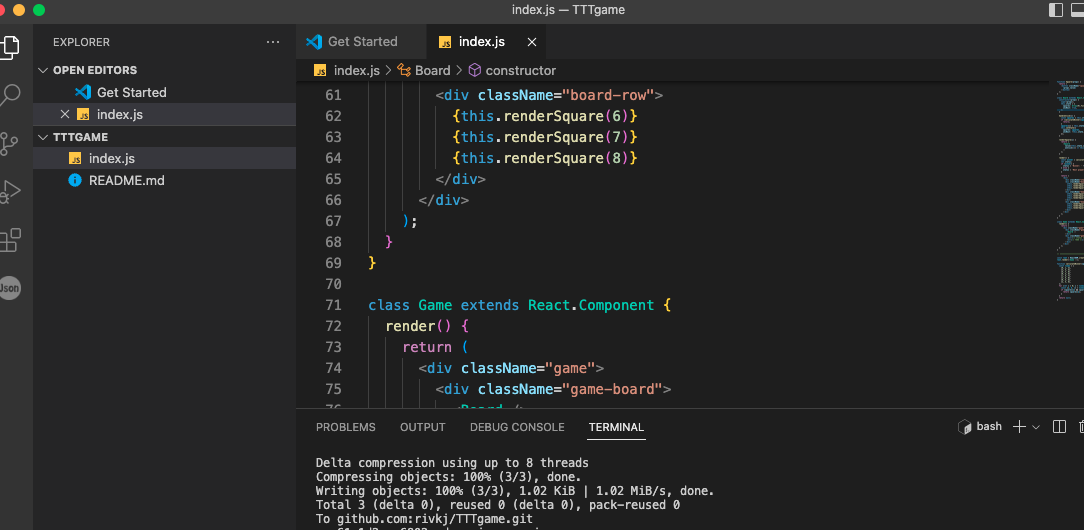 index.js — TTTgame
EXPLORER
···
Get Started
JS index.js
JS index.js > Board > constructor
OPEN EDITORS
Get Started
JS index.js
TTTGAME
JS index.js
README.md
Json
61 <div className="board-row">
62 {this.renderSquare(6)}
63 {this.renderSquare(7)}
64 {this.renderSquare(8)}
65 </div>
66 </div>
67 );
68 }
69 }
70
71 class Game extends React.Component {
72 render() {
73 return (
74 <div className="game">
75 <div className="game-board">
76 <Board />
PROBLEMS OUTPUT DEBUG CONSOLE TERMINAL
bash
Delta compression using up to 8 threads
Compressing objects: 100% (3/3), done.
Writing objects: 100% (3/3), 1.02 KiB | 1.02 MiB/s, done.
Total 3 (delta 0), reused 0 (delta 0), pack-reused 0
To github.com:rivkj/TTTgame.git